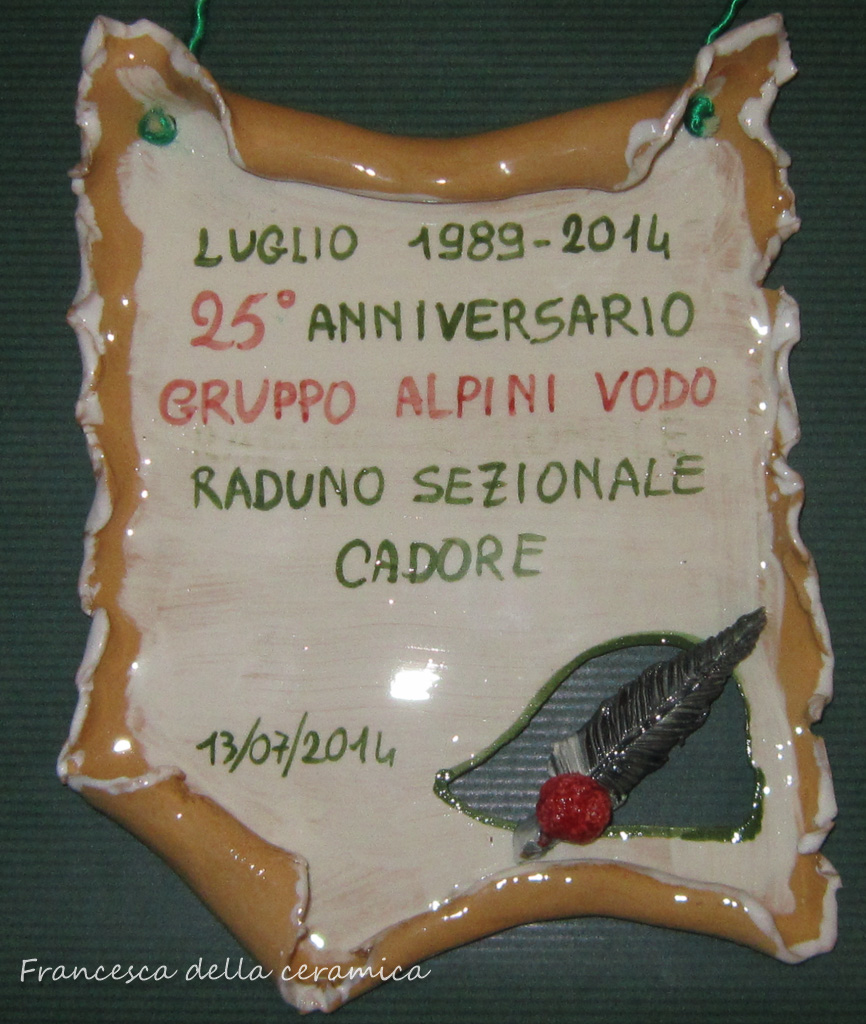 LUGLIO 1989-2014
25° ANNIVERSARIO
GRUPPO ALPINI VODO
RADUNO SEZIONALE
CADORE
13/07/2014
Francesca della ceramica